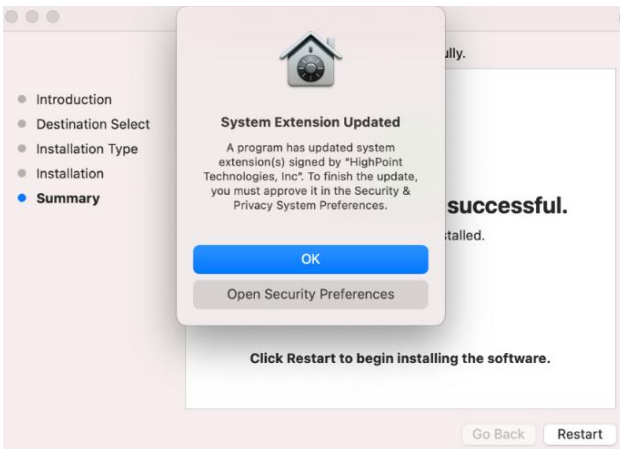 Introduction
Destination Select
Installation Type
Installation
Summary
System Extension Updated
A program has updated system
extension(s) signed by "HighPoint
Technologies, Inc". To finish the update,
you must approve it in the Security &
Privacy System Preferences.
OK
Open Security Preferences
successful.
Click Restart to begin installing the software.
Go Back
Restart